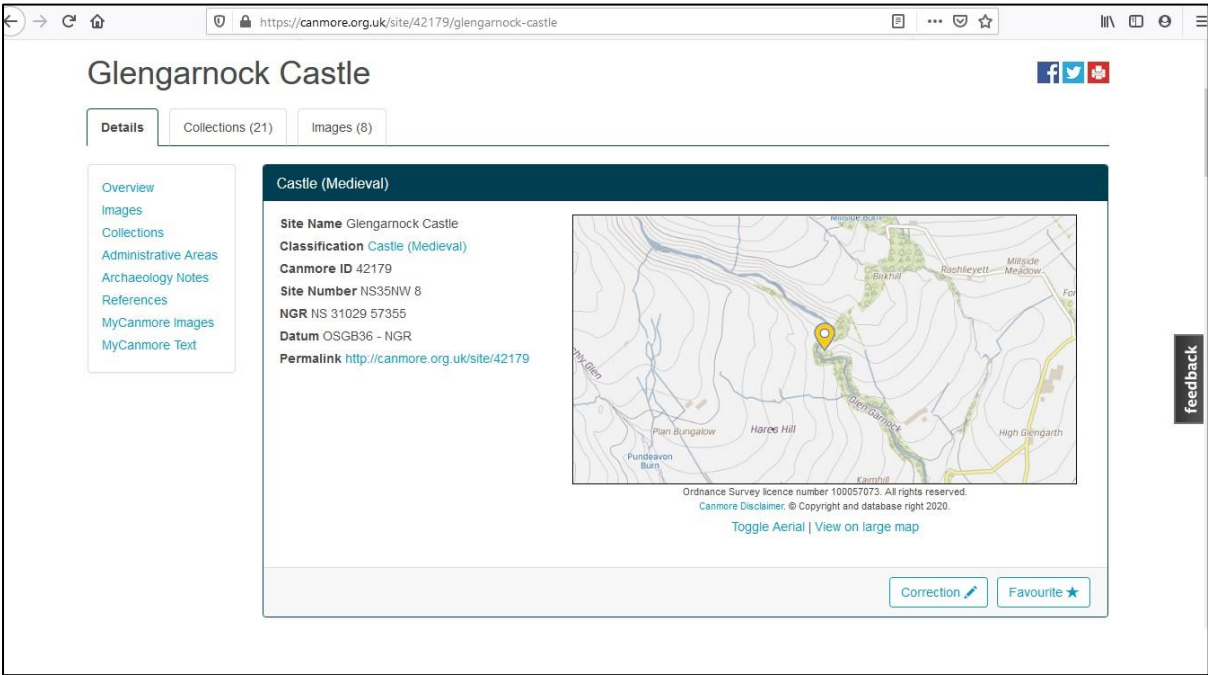 https://canmore.org.uk/site/42179/glengarnock-castle
Glengarnock Castle
Details
Collections (21)
Images (8)
Overview
Images
Collections
Administrative Areas
Archaeology Notes
References
MyCanmore Images
MyCanmore Text
Castle (Medieval)
Site Name Glengarnock Castle
Classification Castle (Medieval)
Canmore ID 42179
Site Number NS35NW 8
NGR NS 31029 57355
Datum OSGB36 - NGR
Permalink http://canmore.org.uk/site/42179
Millside Burn
Birkhill
Rashlieyett
Millside
Meadow
Glen
Glen Garnock
Plan Bungalow
Hares Hill
High Glengarth
Pundeavon
Burn
Kaimhill
Ordnance Survey licence number 100057073. All rights reserved.
Canmore Disclaimer. © Copyright and database right 2020.
Toggle Aerial | View on large map
Correction
Favourite
feedback